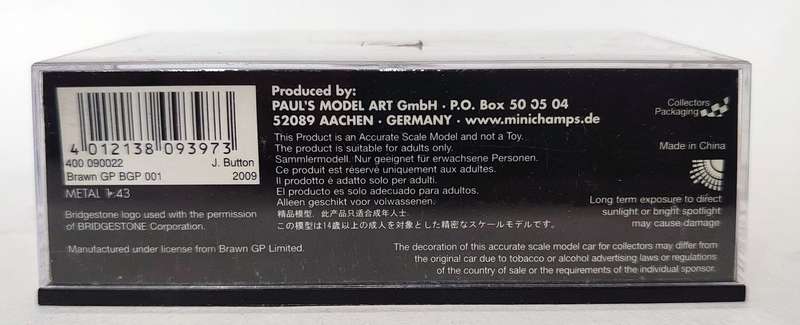 4 012138 093973
400 090022 J. Button
Brawn GP BGP 001 2009
METAL 1:43
Bridgestone logo used with the permission
of BRIDGESTONE Corporation.
Manufactured under license from Brawn GP Limited.
Produced by:
PAUL'S MODEL ART GmbH · P.O. Box 50 05 04
52089 AACHEN · GERMANY · www.minichamps.de
This Product is an Accurate Scale Model and not a Toy.
The product is suitable for adults only.
Sammlermodell. Nur geeignet für erwachsene Personen.
Ce produit est réservé uniquement aux adultes.
Il prodotto è adatto solo per adulti.
El producto es solo adecuado para adultos.
Alleen geschikt voor volwassenen.
精品模型. 此产品只适合成年人士.
この模型は14歳以上の成人を対象とした精密なスケールモデルです.
Collectors
Packaging
Made in China
Long term exposure to direct
sunlight or bright spotlight
may cause damage
The decoration of this accurate scale model car for collectors may differ from
the original car due to tobacco or alcohol advertising laws or regulations
of the country of sale or the requirements of the individual sponsor.